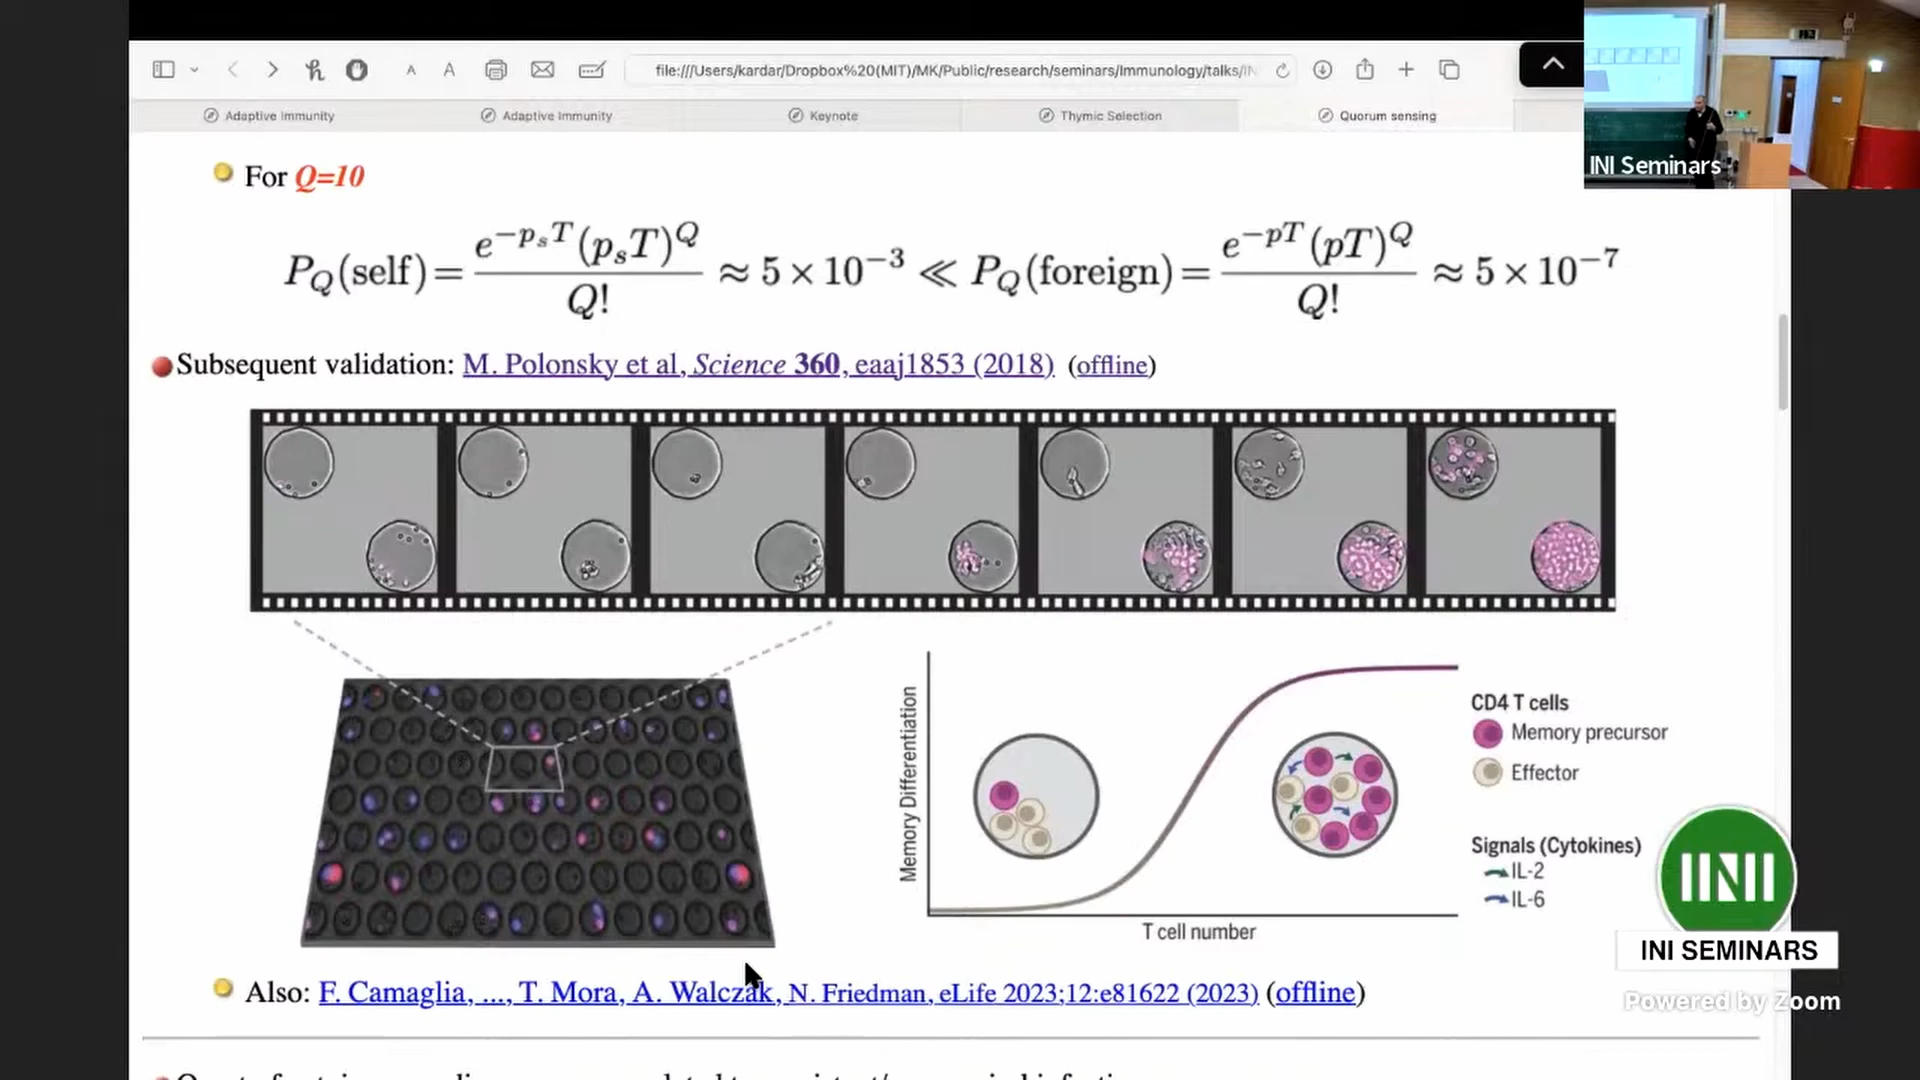 A A file:///Users/kardar/Dropbox%20(MIT)/MK/Public/research/seminars/Immunology/talks/IN
Adaptive Immunity Adaptive Immunity Keynote Thymic Selection Quorum sensing
INI Seminars
For Q=10
P_Q(self) = e^{-p_sT}(p_sT)^Q / Q! ≈ 5 × 10^{-3} ≪ P_Q(foreign) = e^{-pT}(pT)^Q / Q! ≈ 5 × 10^{-7}
Subsequent validation: M. Polonsky et al, Science 360, eaaj1853 (2018) (offline)
Memory Differentiation
T cell number
CD4 T cells
Memory precursor
Effector
Signals (Cytokines)
IL-2
IL-6
INI
INI SEMINARS
Powered by Zoom
Also: F. Camaglia, ..., T. Mora, A. Walczak, N. Friedman, eLife 2023;12:e81622 (2023) (offline)